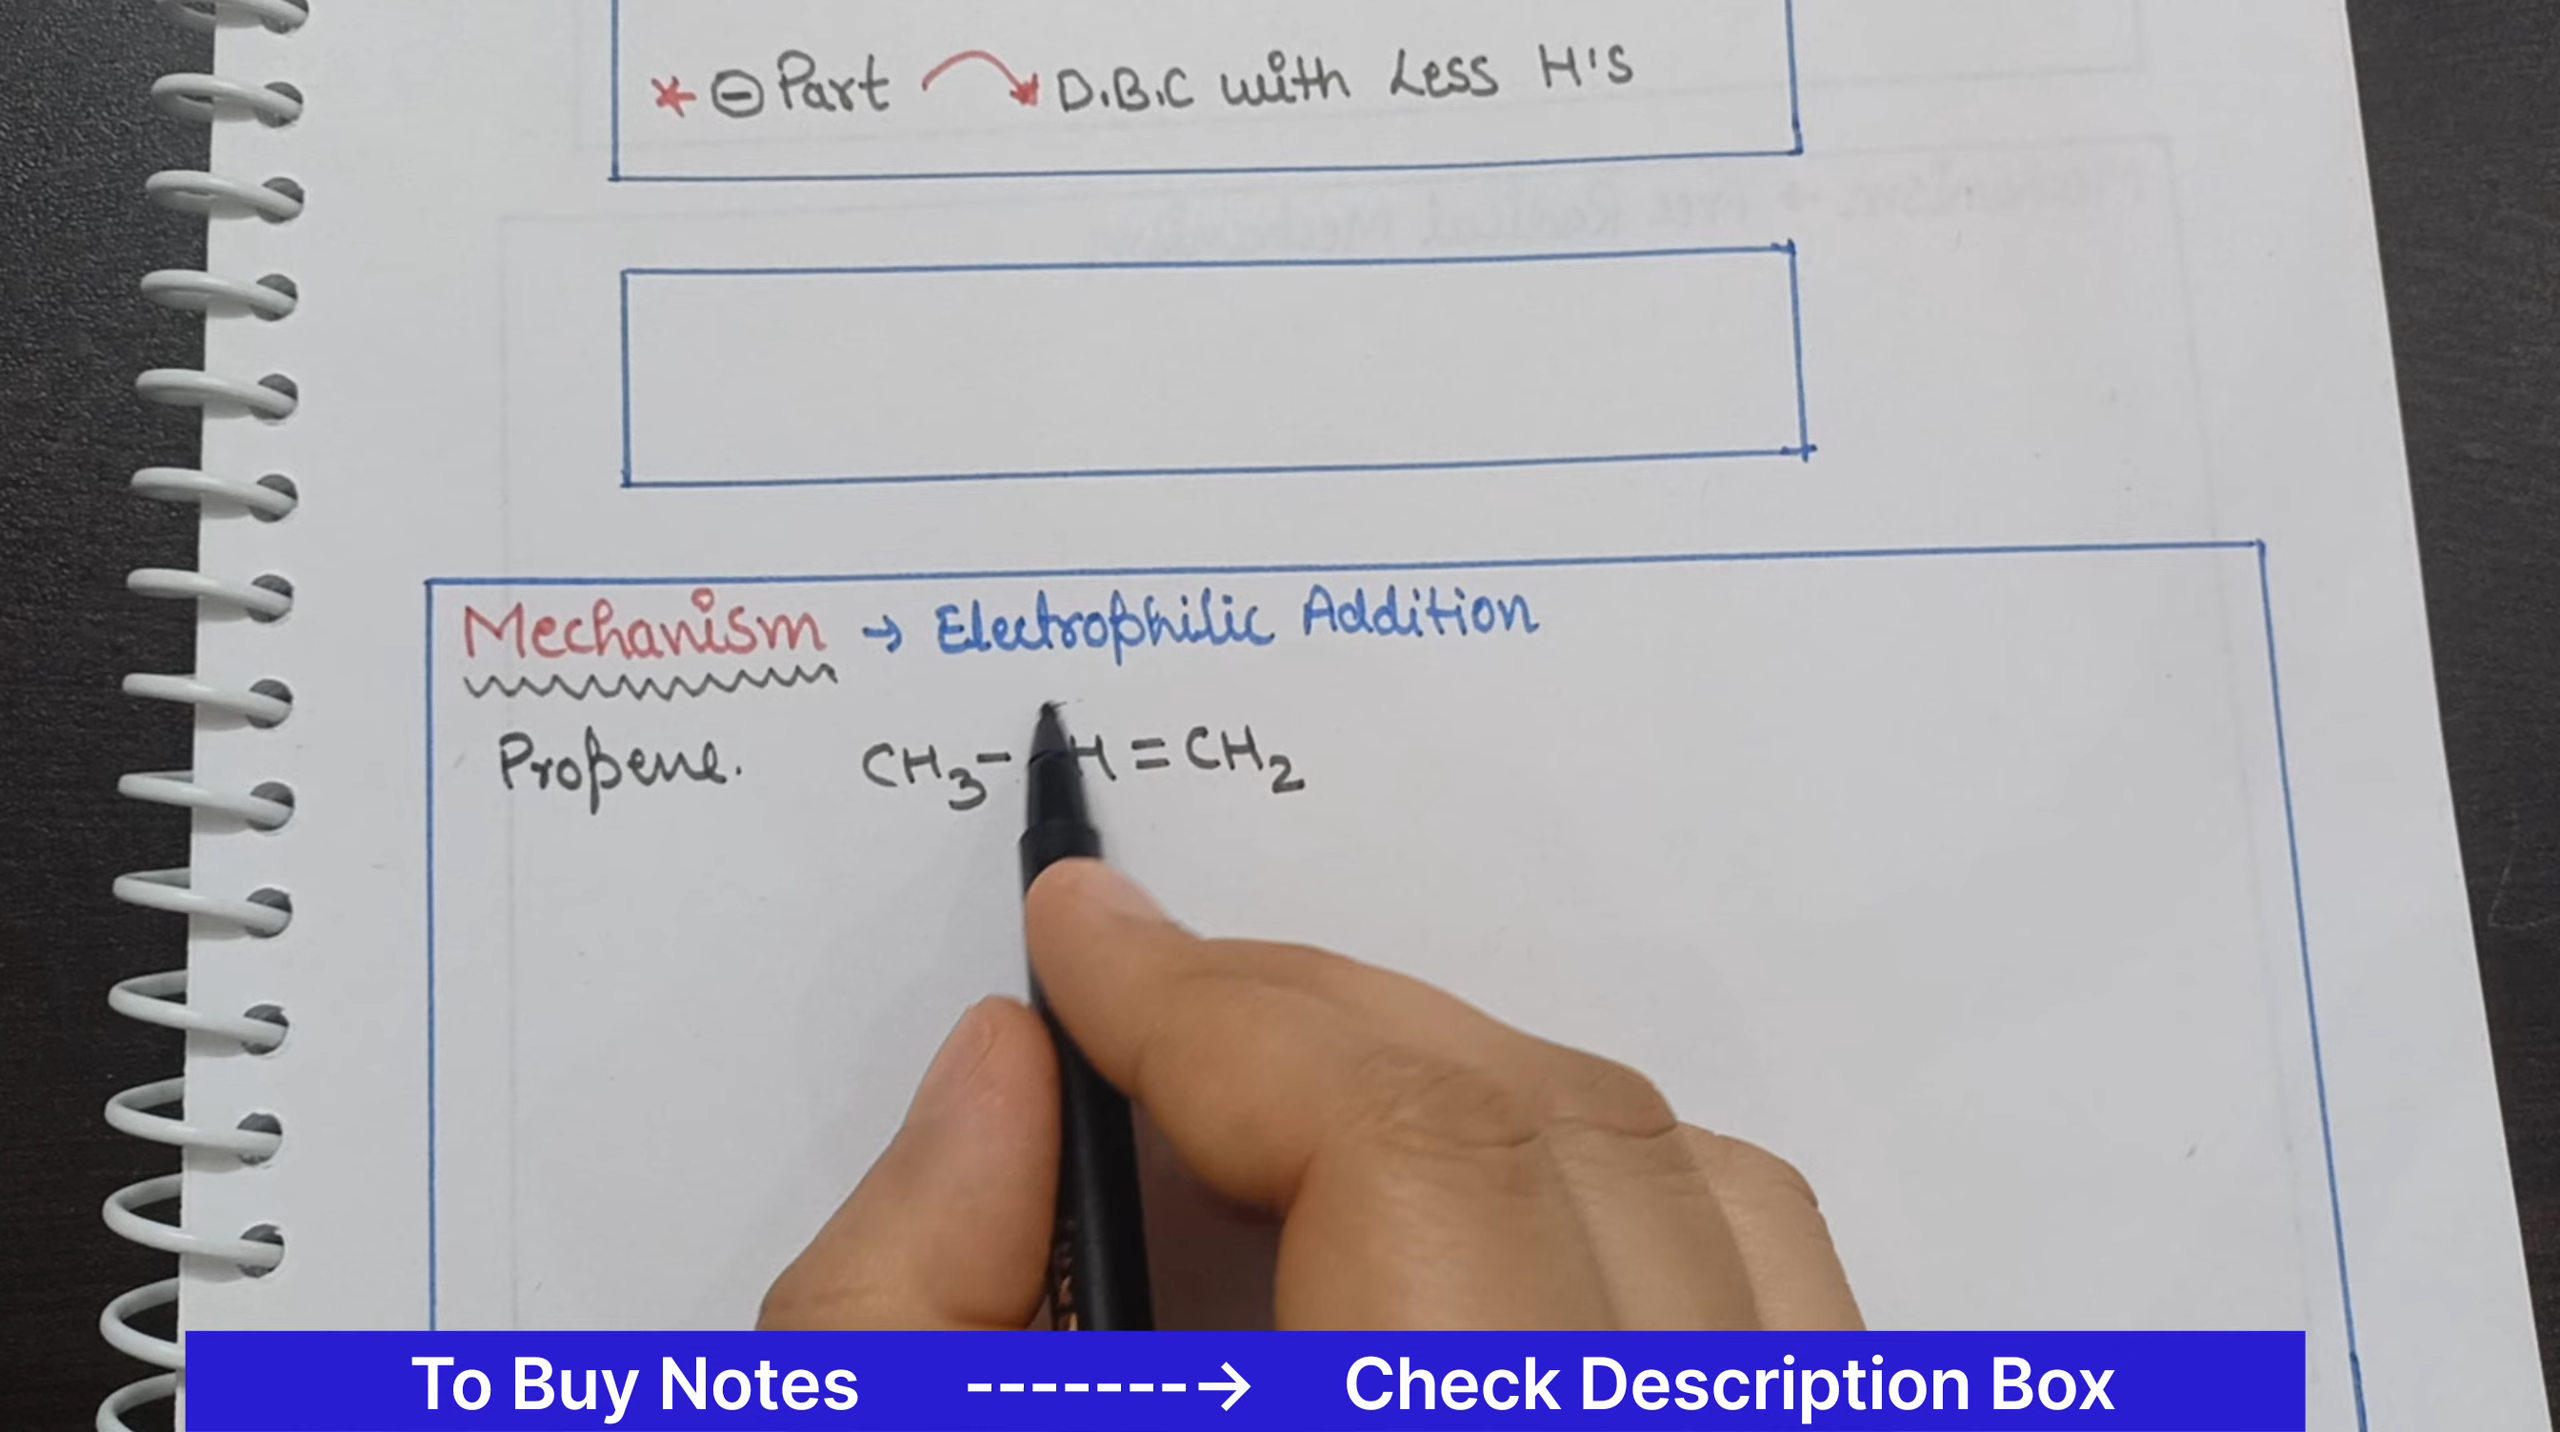 * ⊖ Part → D.B.C with Less H's
Mechanism → Electrophilic Addition
Propene. CH3- H = CH2
To Buy Notes -------→ Check Description Box